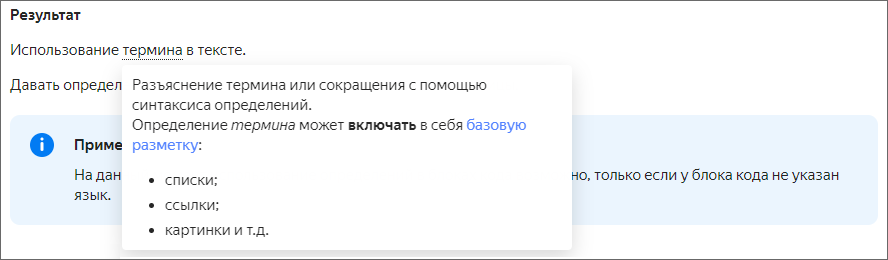 Результат
Использование термина в тексте.
Давать определ
Разъяснение термина или сокращения с помощью
синтаксиса определений.
Определение термина может включать в себя базовую
разметку:
• списки;
• ссылки;
• картинки и т.д.
Приме
На дан но, только если у блока кода не указан
язык.